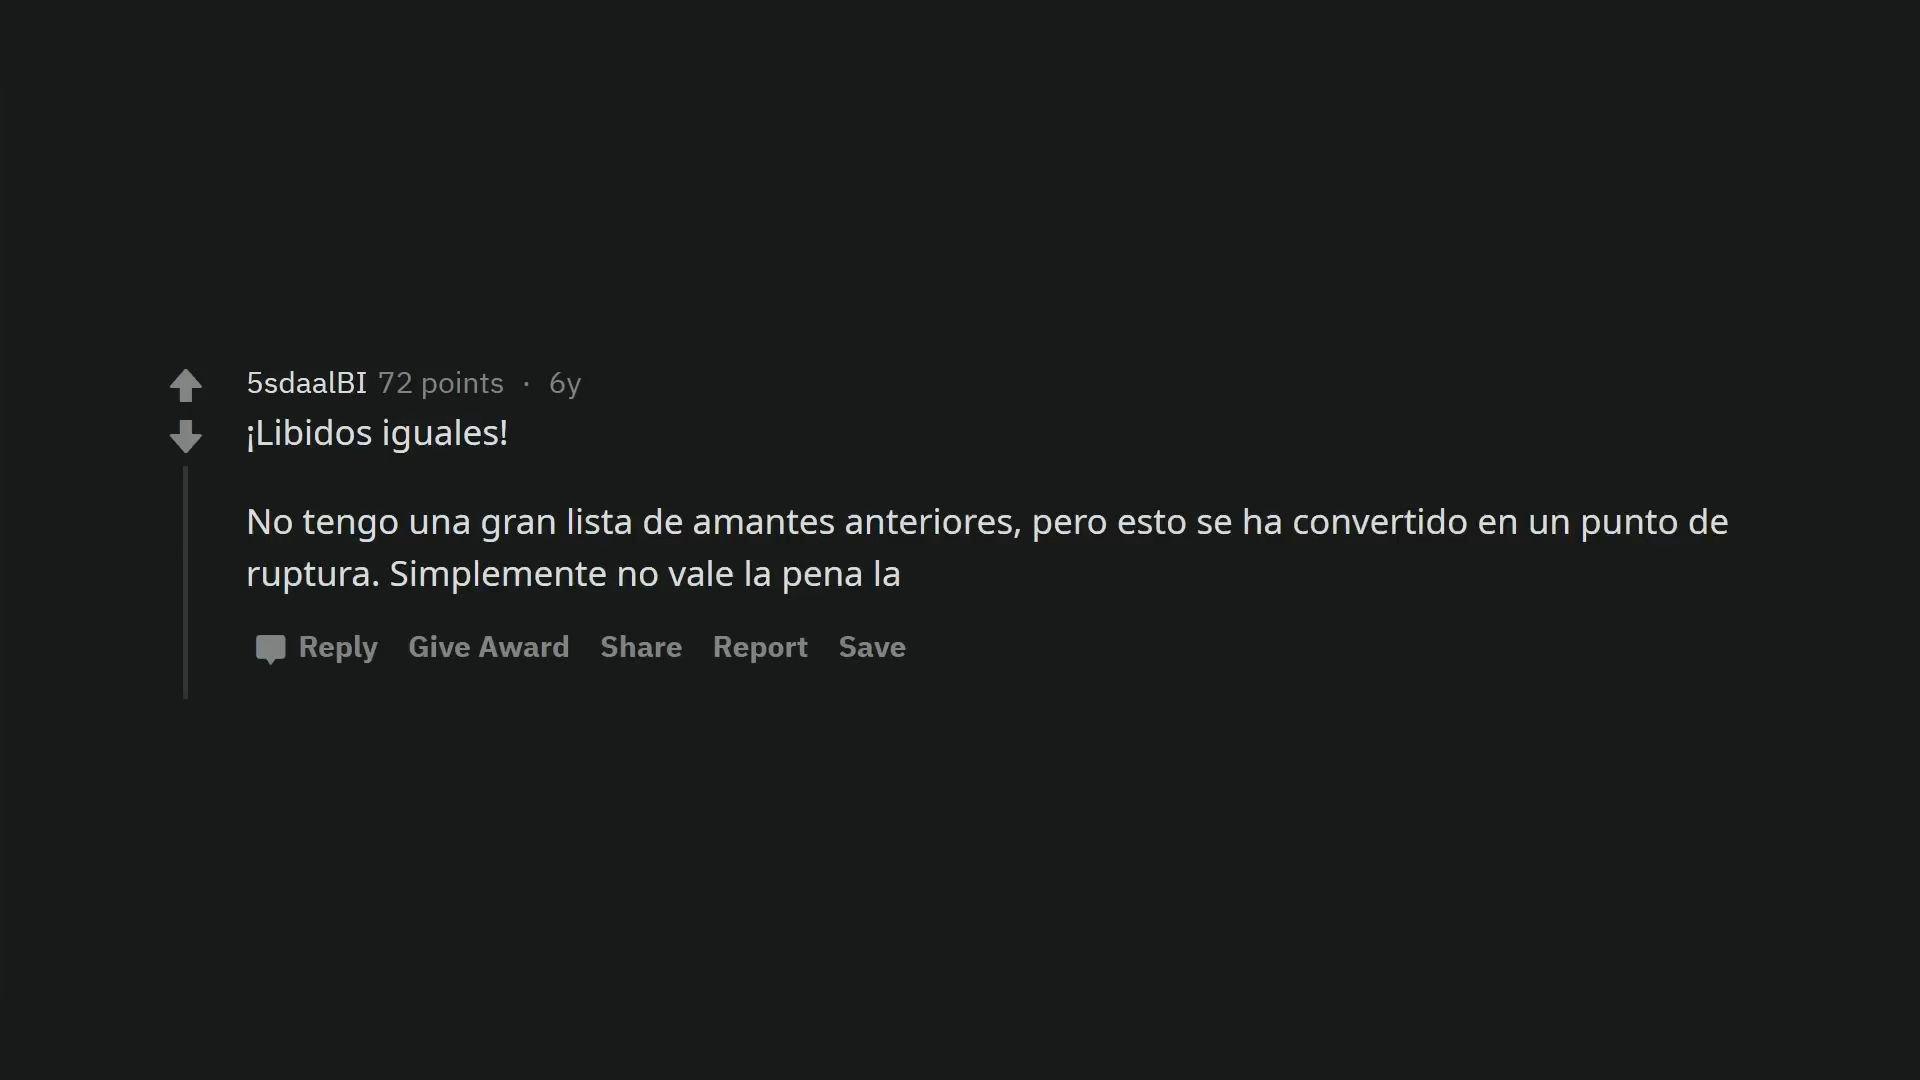 5sdaalBI 72 points · 6y
¡Libidos iguales!
No tengo una gran lista de amantes anteriores, pero esto se ha convertido en un punto de
ruptura. Simplemente no vale la pena la
Reply Give Award Share Report Save